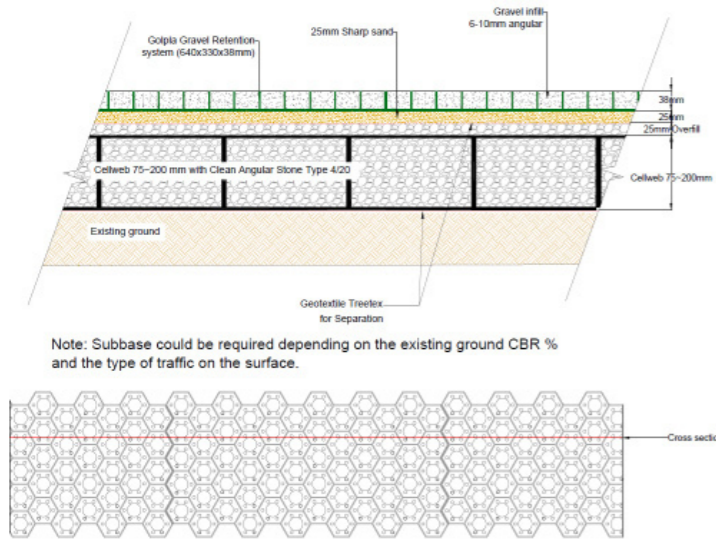 Golpla Gravel Retention
system (640x330x38mm)
25mm Sharp sand
Gravel infill
6-10mm angular
38mm
25mm
25mm Overfill
Cellweb 75~200 mm with Clean Angular Stone Type 4/20
Cellweb 75~200mm
Existing ground
Geotextile Treetex
for Separation
Note: Subbase could be required depending on the existing ground CBR %
and the type of traffic on the surface.
Cross sectio